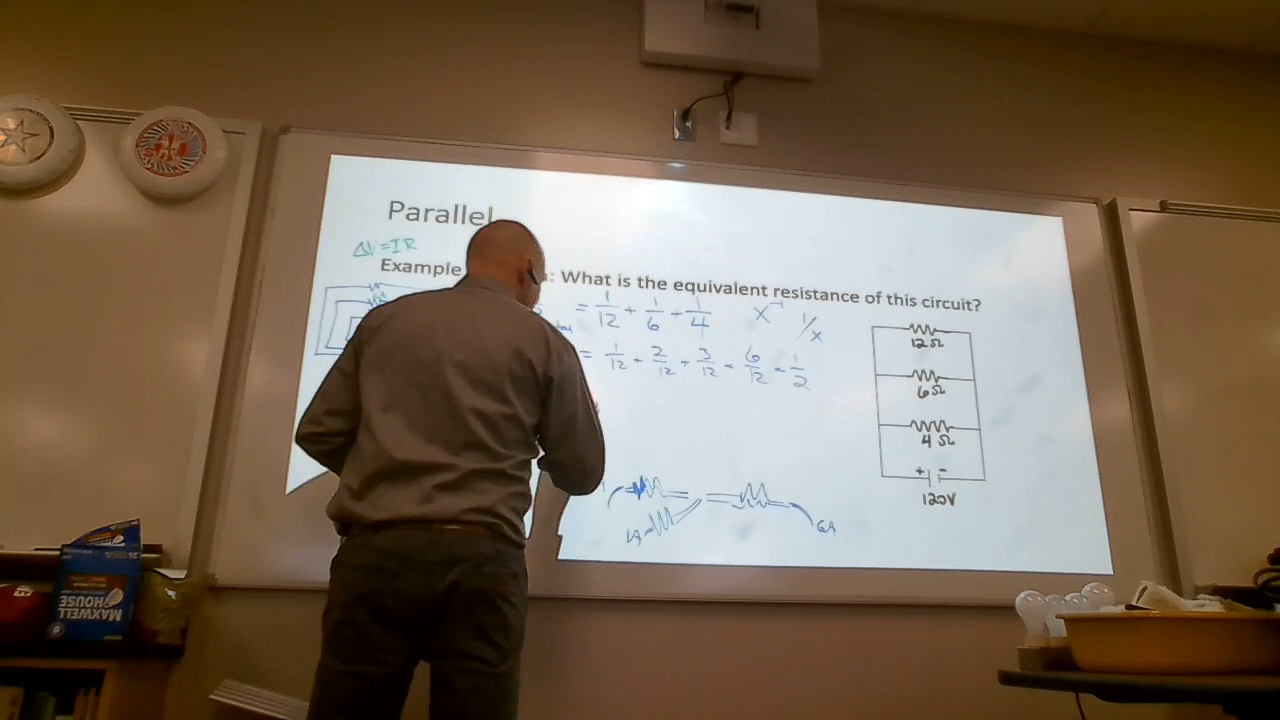 Parallel
ΔV = IR
Example : What is the equivalent resistance of this circuit?
= 1/12 + 1/6 + 1/4 x⁻¹ 1/x
= 1/12 + 2/12 + 3/12 = 6/12 = 1/2
12Ω
6Ω
4Ω
+ -
120V
6A
MAXWELL HOUSE